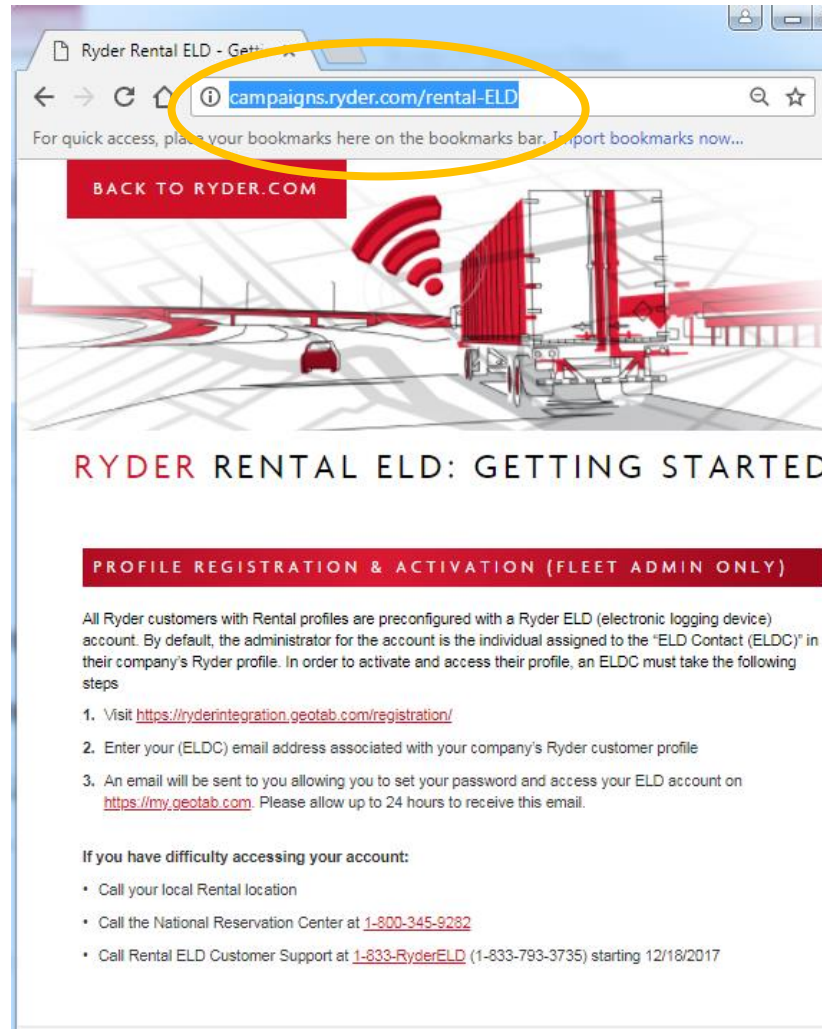 Ryder Rental ELD - Getti
campaigns.ryder.com/rental-ELD
For quick access, place your bookmarks here on the bookmarks bar. Import bookmarks now...
BACK TO RYDER.COM
RYDER RENTAL ELD: GETTING STARTED
PROFILE REGISTRATION & ACTIVATION (FLEET ADMIN ONLY)
All Ryder customers with Rental profiles are preconfigured with a Ryder ELD (electronic logging device)
account. By default, the administrator for the account is the individual assigned to the “ELD Contact (ELDC)” in
their company’s Ryder profile. In order to activate and access their profile, an ELDC must take the following
steps
1. Visit https://ryderintegration.geotab.com/registration/
2. Enter your (ELDC) email address associated with your company’s Ryder customer profile
3. An email will be sent to you allowing you to set your password and access your ELD account on
https://my.geotab.com. Please allow up to 24 hours to receive this email.
If you have difficulty accessing your account:
• Call your local Rental location
• Call the National Reservation Center at 1-800-345-9282
• Call Rental ELD Customer Support at 1-833-RyderELD (1-833-793-3735) starting 12/18/2017